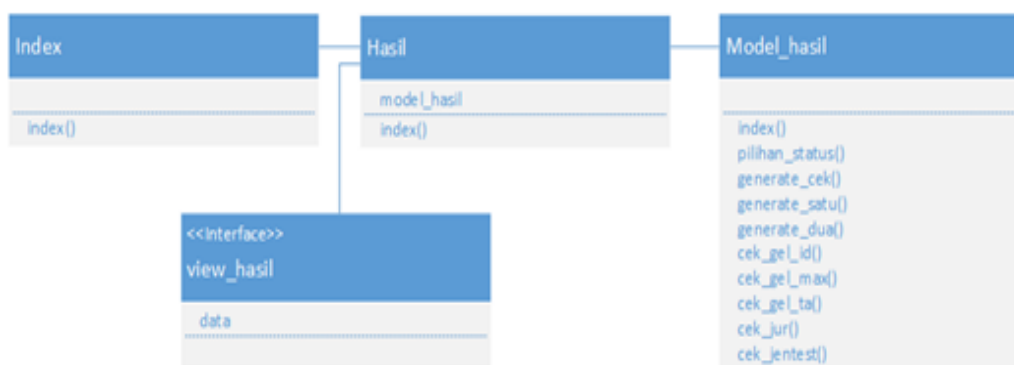 Index
index()
Hasil
model_hasil
index()
Model_hasil
index()
pilihan_status()
generate_cek()
generate_satu()
generate_dua()
cek_gel_id()
cek_gel_max()
cek_gel_ta()
cek_jur()
cek_jentest()
<<Interface>>
view_hasil
data